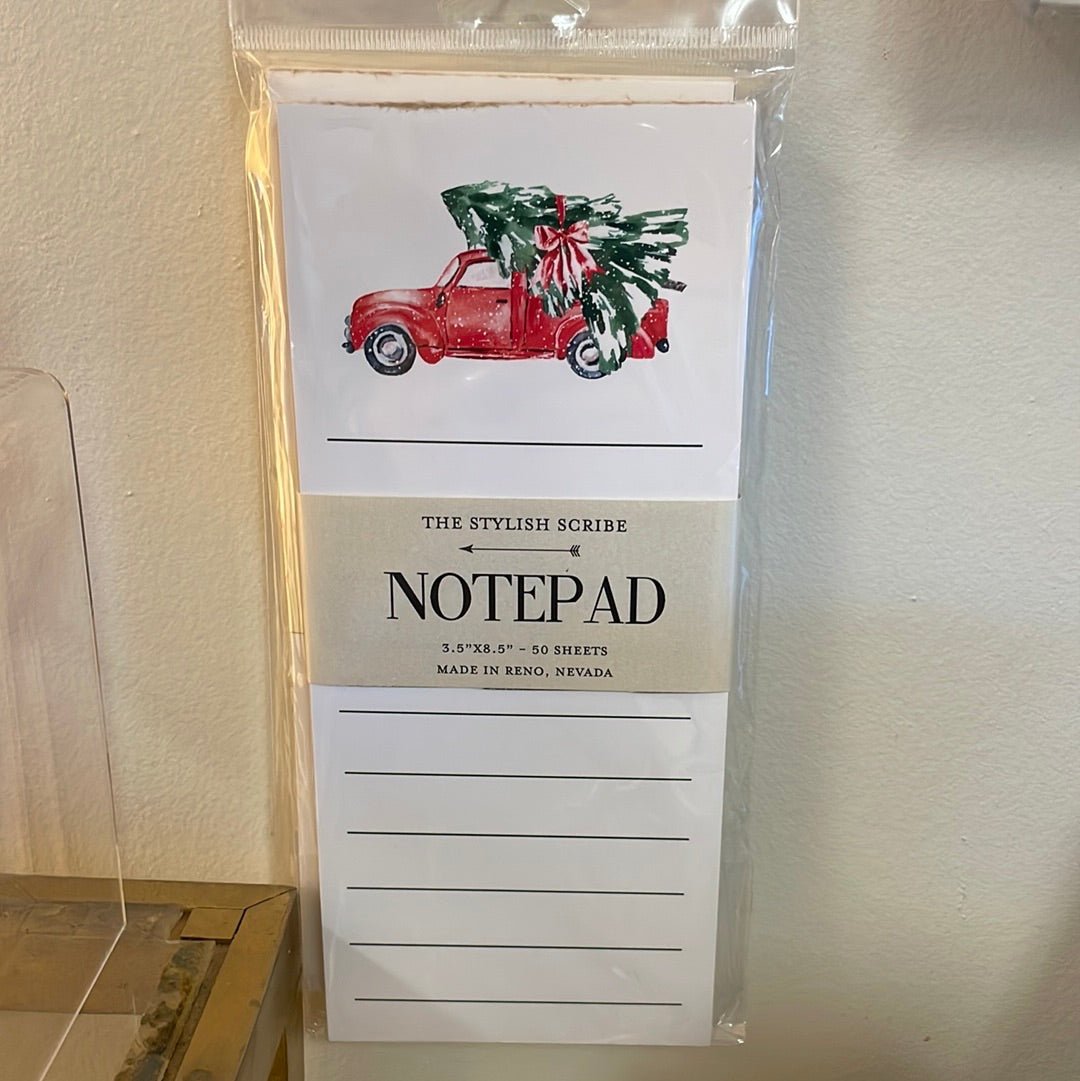 THE STYLISH SCRIBE
NOTEPAD
3.5"X8.5" – 50 SHEETS
MADE IN RENO, NEVADA